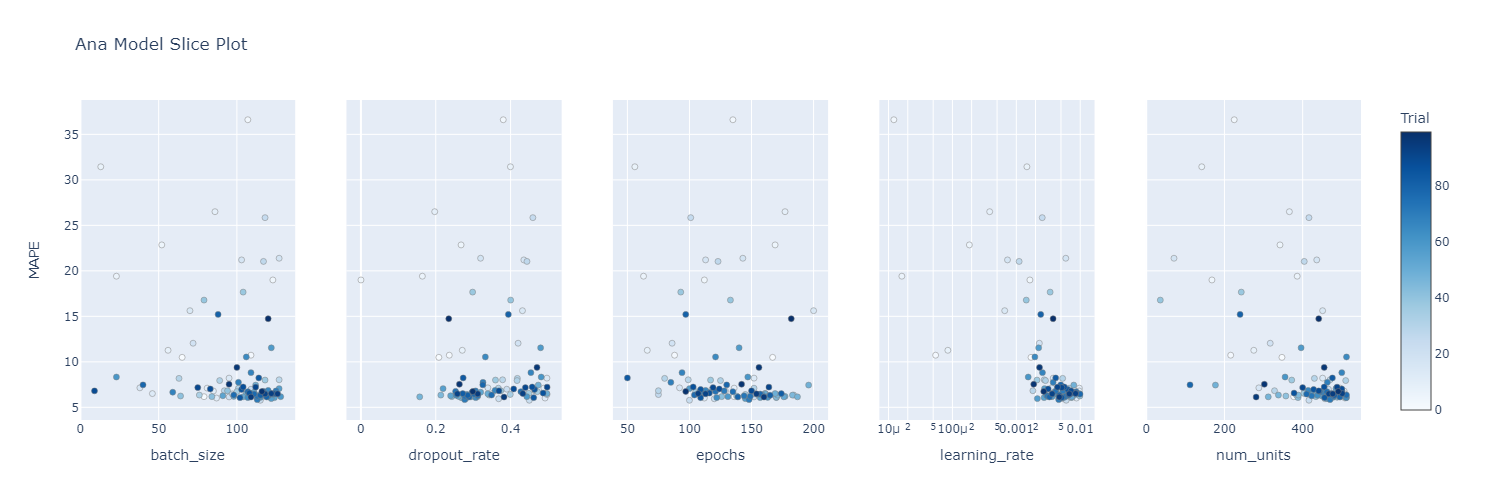 Ana Model Slice Plot
Trial
MAPE
35
30
25
20
15
10
5
80
60
40
20
0
0 50 100
0 0.2 0.4
50 100 150 200
10μ 2 5 100μ 2 5 0.001 2 5 0.01
0 200 400
batch_size dropout_rate epochs learning_rate num_units